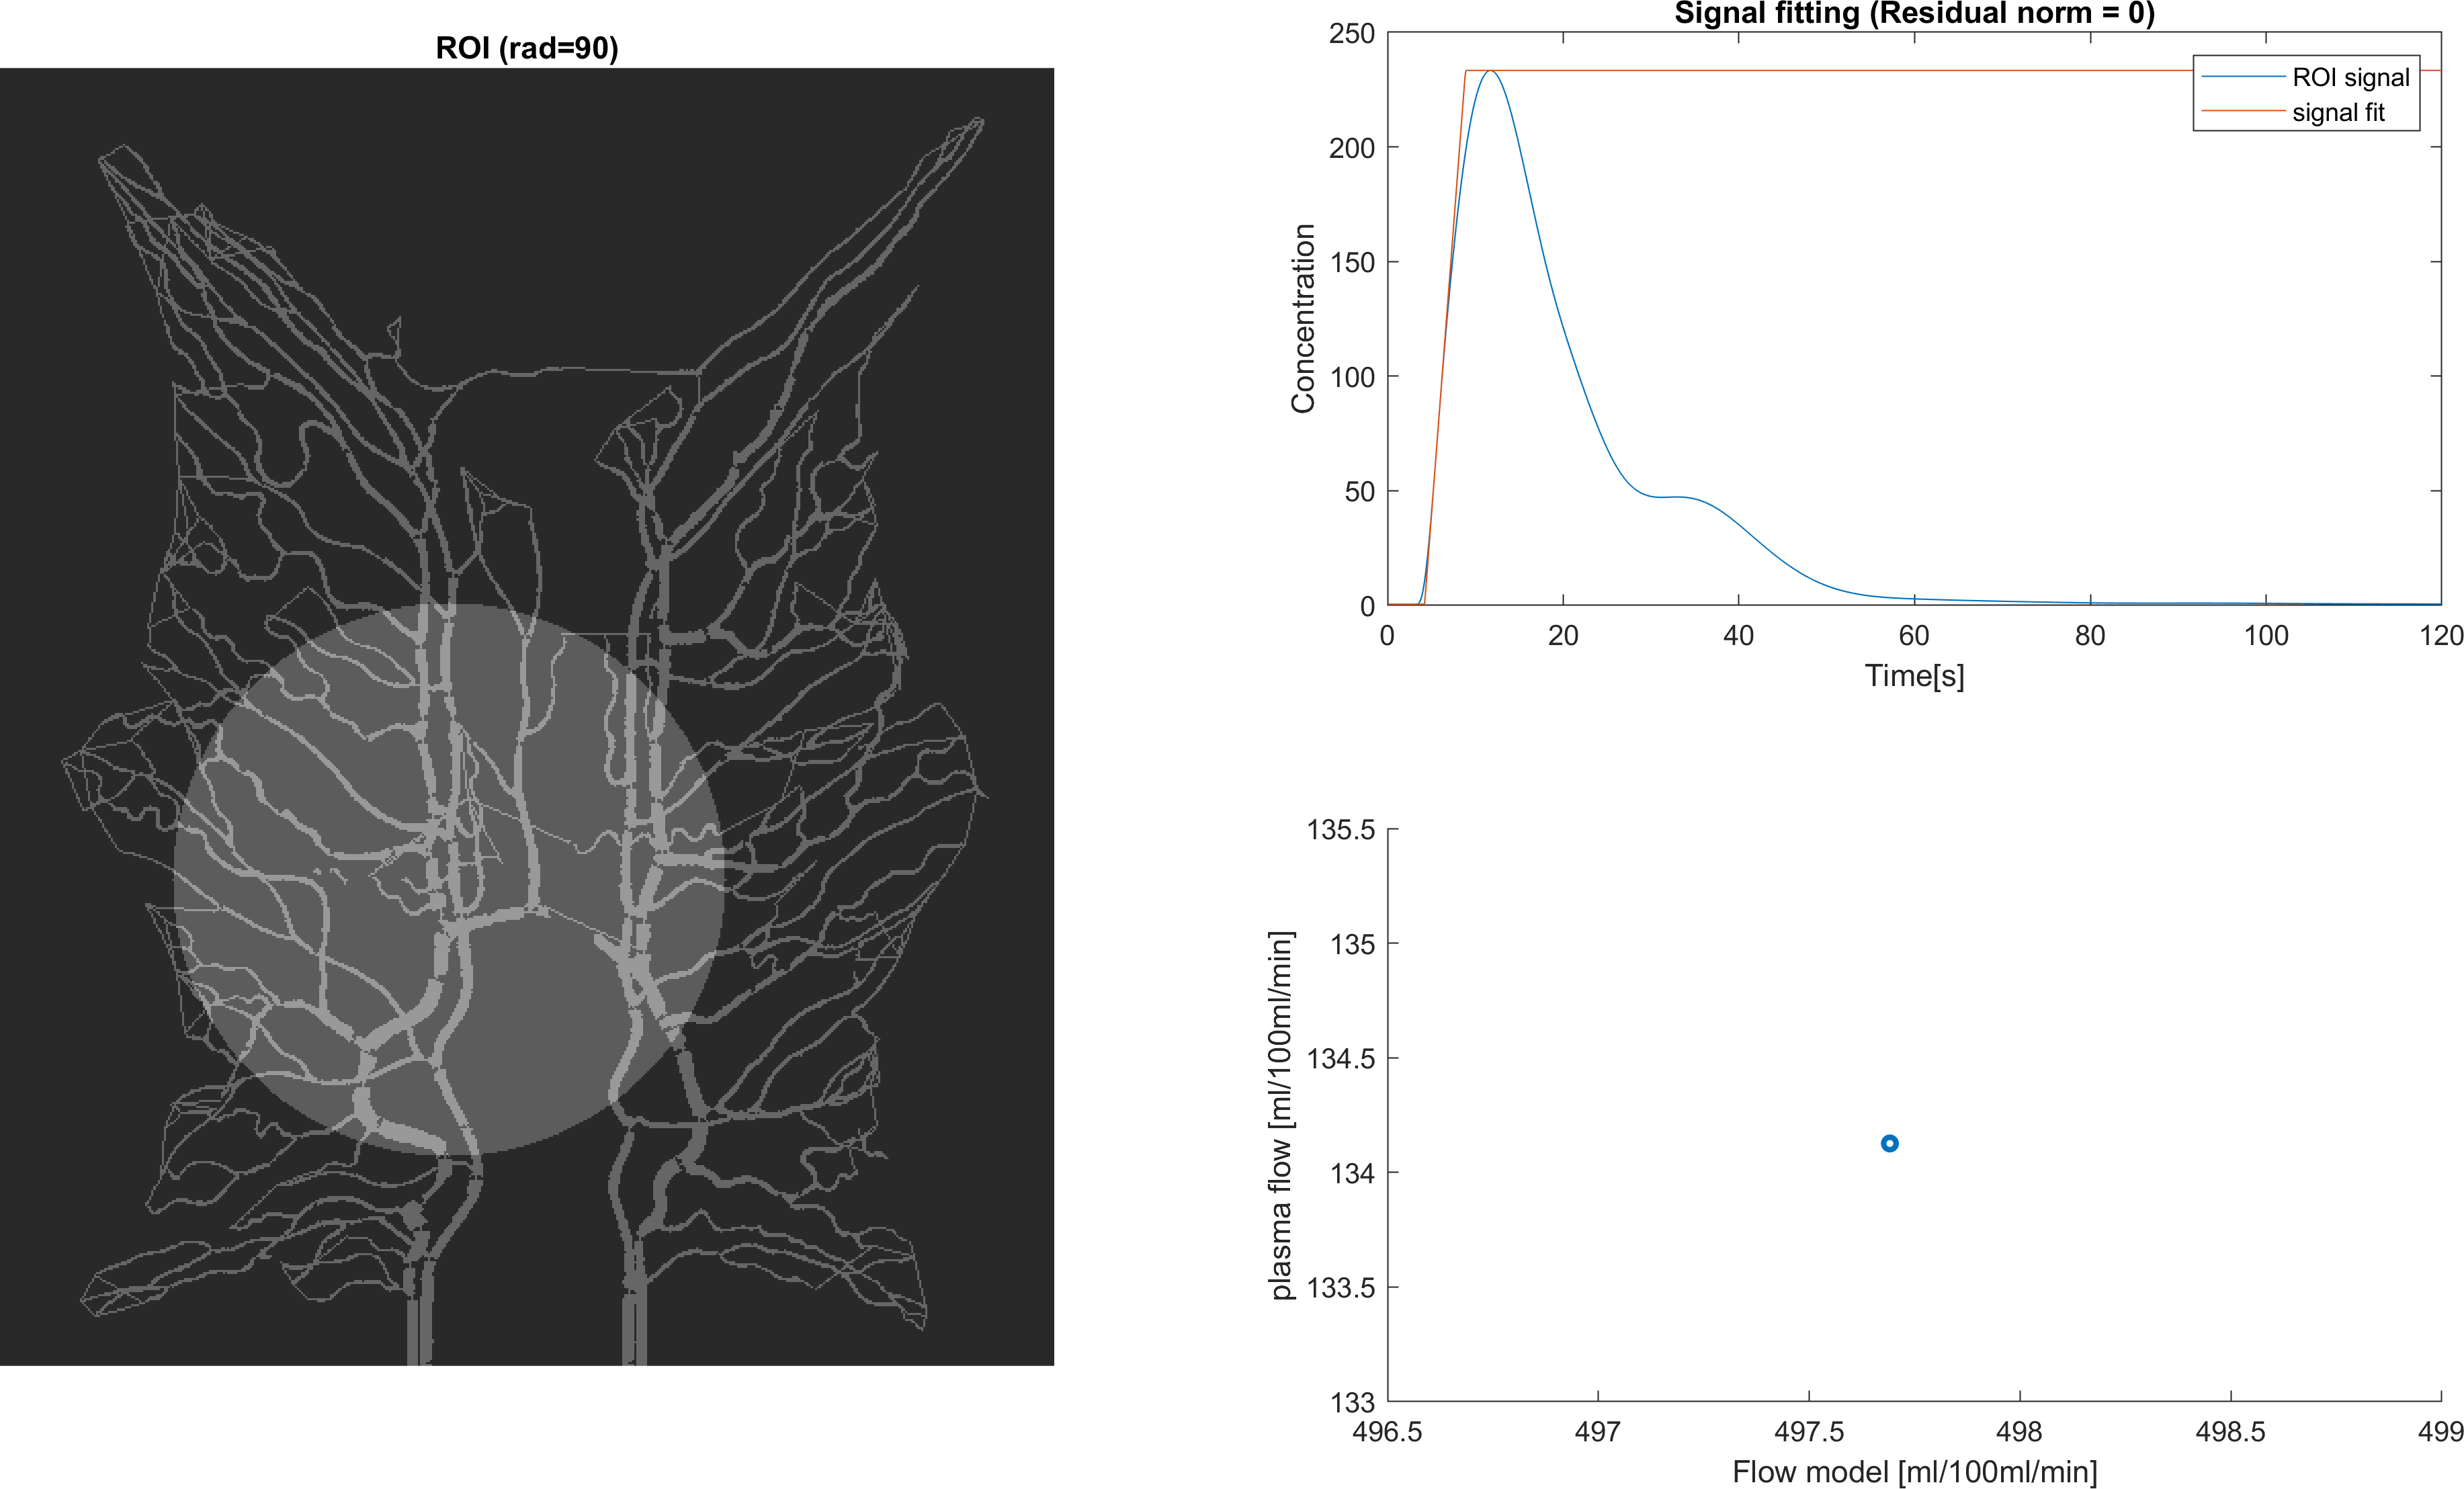 ROI (rad=90)
Signal fitting (Residual norm = 0)
250
200
150
100
50
0
Concentration
ROI signal
signal fit
0 20 40 60 80 100 120
Time[s]
135.5
135
134.5
134
133.5
133
plasma flow [ml/100ml/min]
496.5 497 497.5 498 498.5 499
Flow model [ml/100ml/min]